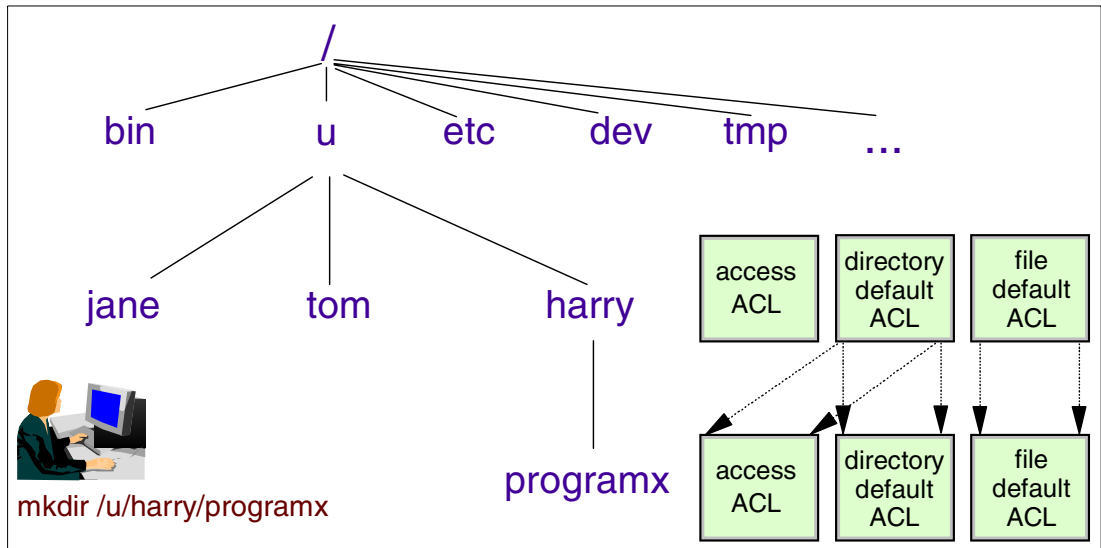 /
bin u etc dev tmp ...
jane tom harry
programx
mkdir /u/harry/programx
access
ACL
directory
default
ACL
file
default
ACL
access
ACL
directory
default
ACL
file
default
ACL